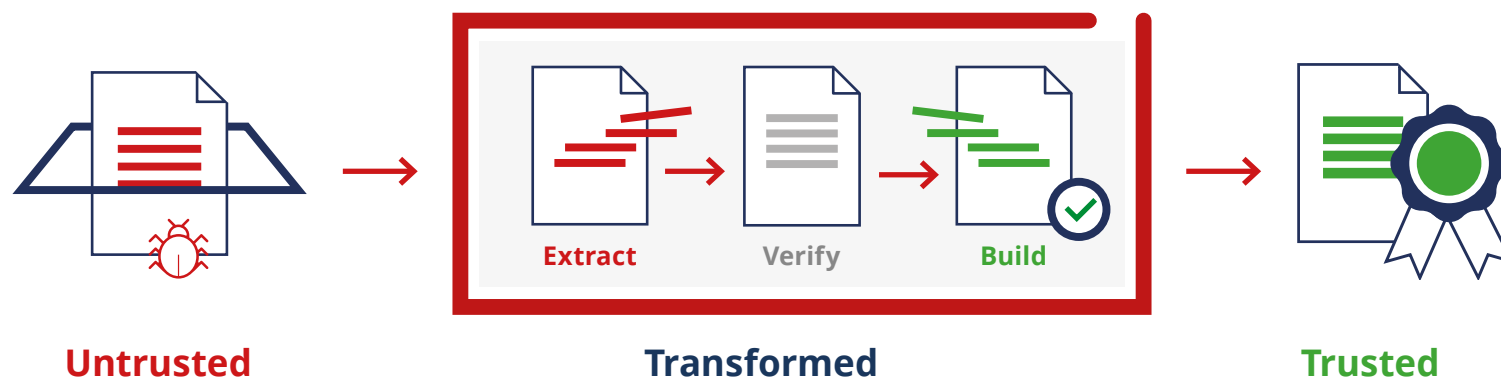 Extract
Verify
Build
Untrusted
Transformed
Trusted